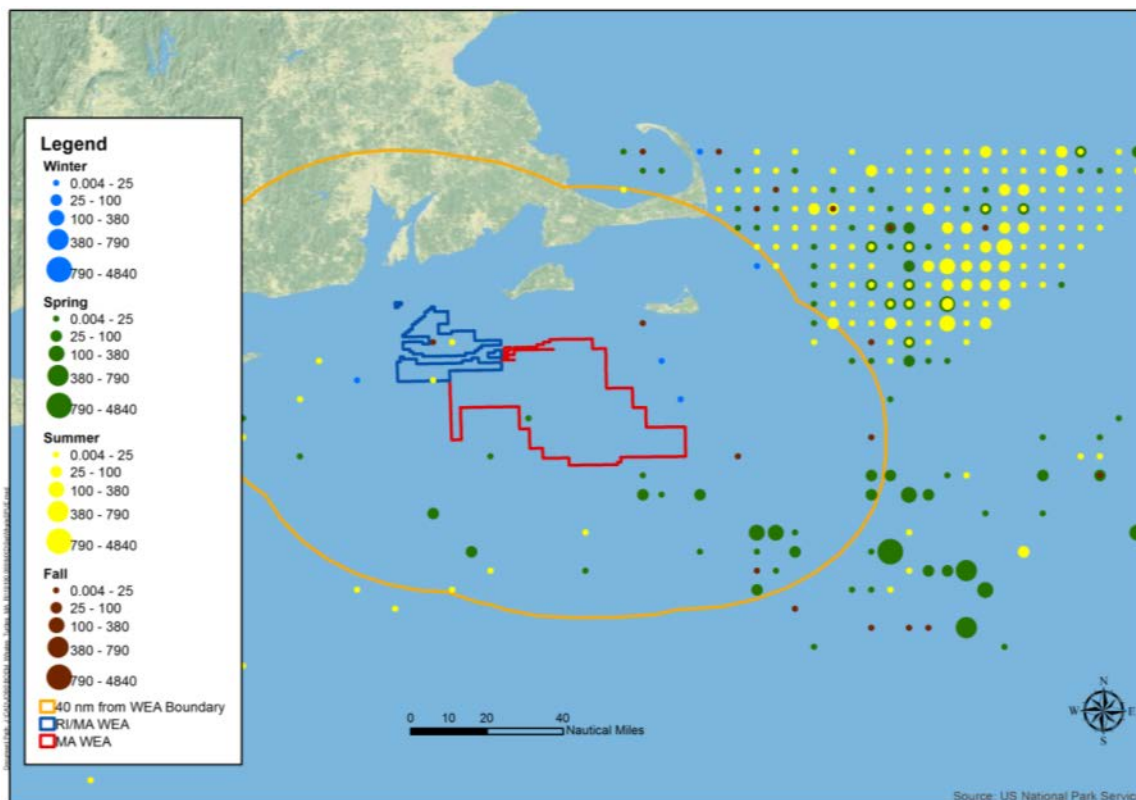 Legend
Winter
0.004 - 25
25 - 100
100 - 380
380 - 790
790 - 4840
Spring
0.004 - 25
25 - 100
100 - 380
380 - 790
790 - 4840
Summer
0.004 - 25
25 - 100
100 - 380
380 - 790
790 - 4840
Fall
0.004 - 25
25 - 100
100 - 380
380 - 790
790 - 4840
40 nm from WEA Boundary
RI/MA WEA
MA WEA
0 10 20 40
Nautical Miles
N
W E
S
Source: US National Park Servic